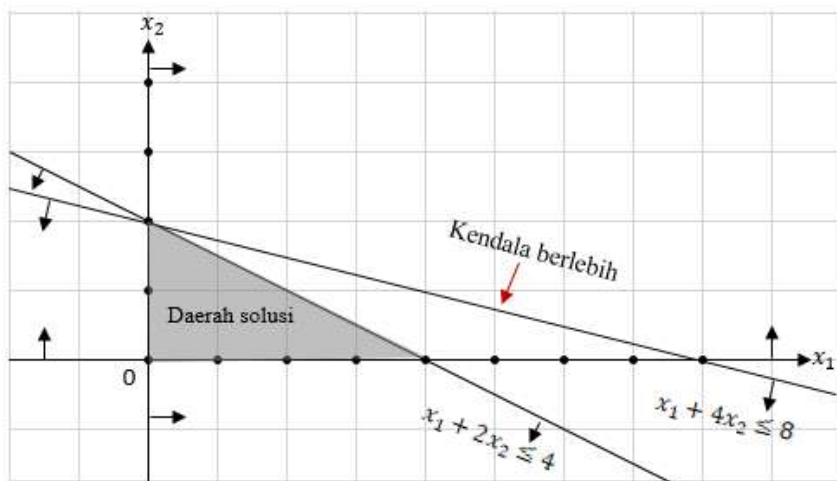 x₂
Kendala berlebih
Daerah solusi
x₁
0
x₁ + 2x₂ ≤ 4
x₁ + 4x₂ ≤ 8